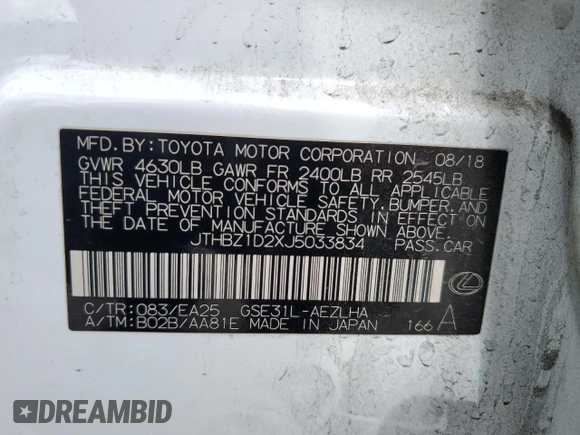 MFD. BY: TOYOTA MOTOR CORPORATION 08/18
GVWR 4630LB GAWR FR 2400LB RR 2545LB
THIS VEHICLE CONFORMS TO ALL APPLICABLE
FEDERAL MOTOR VEHICLE SAFETY, BUMPER, AND
THEFT PREVENTION STANDARDS IN EFFECT ON
THE DATE OF MANUFACTURE SHOWN ABOVE.
JTHBZ1D2XJ5033834 PASS. CAR
C/TR: 083/EA25 GSE31L-AEZLHA
A/TM: B02B/AA81E MADE IN JAPAN 166 A
DREAMBID